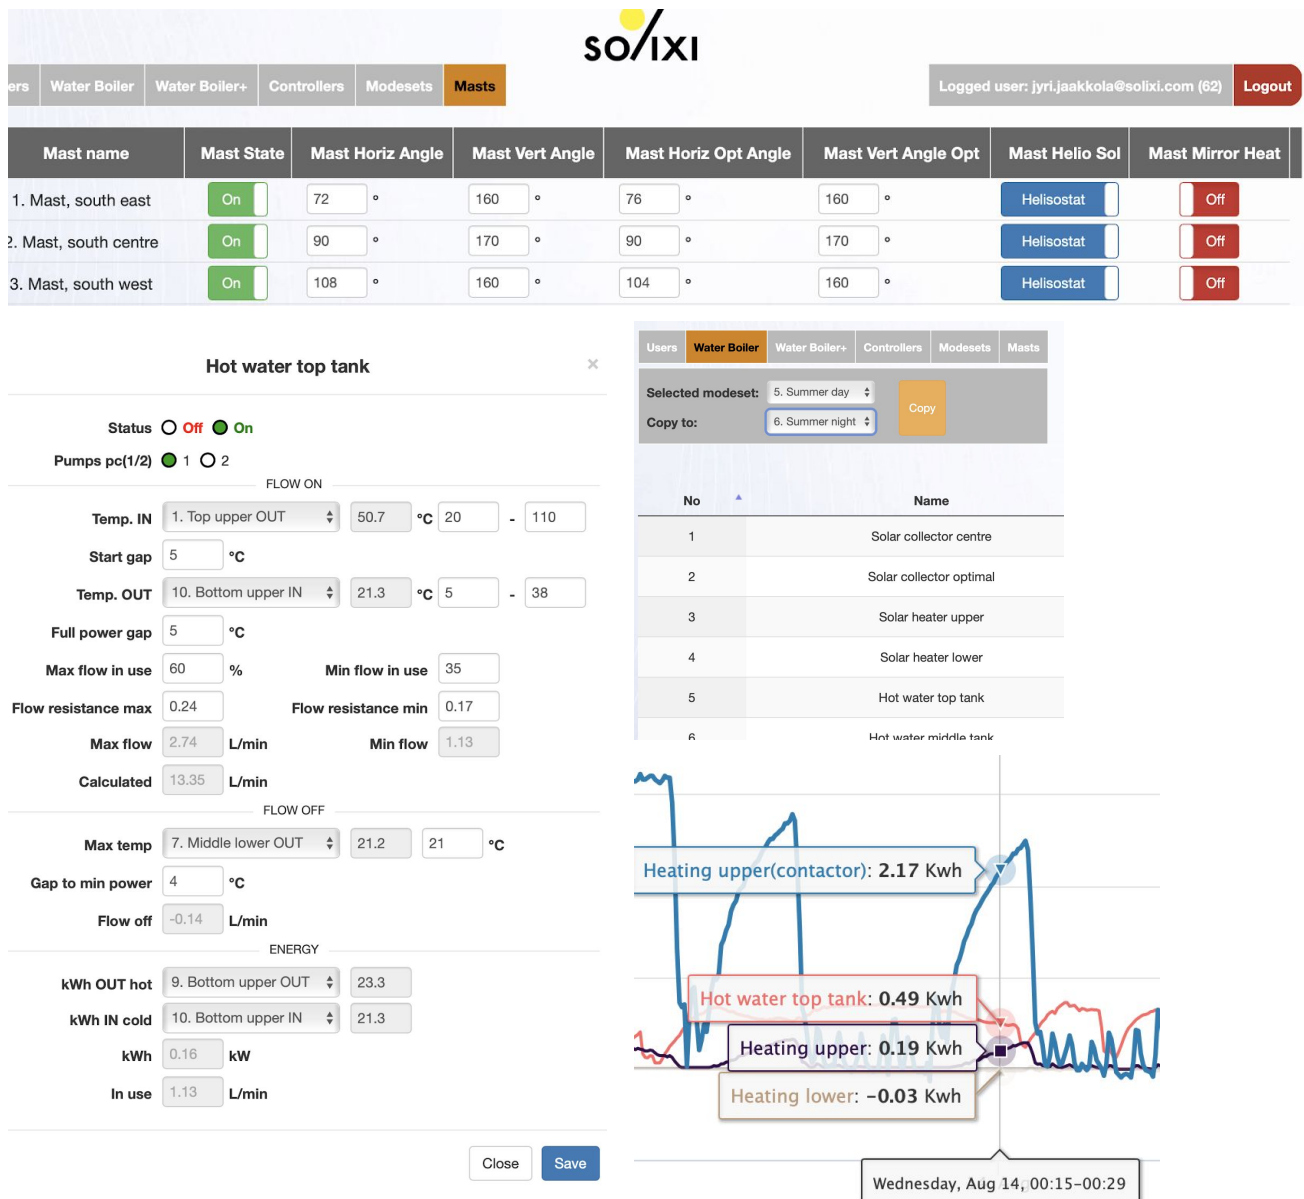 solixi
ers Water Boiler Water Boiler+ Controllers Modesets Masts Logged user: jyri.jaakkola@solixi.com (62) Logout
Mast name Mast State Mast Horiz Angle Mast Vert Angle Mast Horiz Opt Angle Mast Vert Angle Opt Mast Helio Sol Mast Mirror Heat
1. Mast, south east On 72 ° 160 ° 76 ° 160 ° Helisostat Off
2. Mast, south centre On 90 ° 170 ° 90 ° 170 ° Helisostat Off
3. Mast, south west On 108 ° 160 ° 104 ° 160 ° Helisostat Off
Hot water top tank ×
Status Off On
Pumps pc(1/2) 1 2
FLOW ON
Temp. IN 1. Top upper OUT 50.7 °C 20 - 110
Start gap 5 °C
Temp. OUT 10. Bottom upper IN 21.3 °C 5 - 38
Full power gap 5 °C
Max flow in use 60 % Min flow in use 35
Flow resistance max 0.24 Flow resistance min 0.17
Max flow 2.74 L/min Min flow 1.13
Calculated 13.35 L/min
FLOW OFF
Max temp 7. Middle lower OUT 21.2 21 °C
Gap to min power 4 °C
Flow off -0.14 L/min
ENERGY
kWh OUT hot 9. Bottom upper OUT 23.3
kWh IN cold 10. Bottom upper IN 21.3
kWh 0.16 kW
In use 1.13 L/min
Close Save
Users Water Boiler Water Boiler+ Controllers Modesets Masts
Selected modeset: 5. Summer day
Copy to: 6. Summer night
Copy
No Name
1 Solar collector centre
2 Solar collector optimal
3 Solar heater upper
4 Solar heater lower
5 Hot water top tank
6 Hot water middle tank
Heating upper(contactor): 2.17 Kwh
Hot water top tank: 0.49 Kwh
Heating upper: 0.19 Kwh
Heating lower: -0.03 Kwh
Wednesday, Aug 14, 00:15-00:29